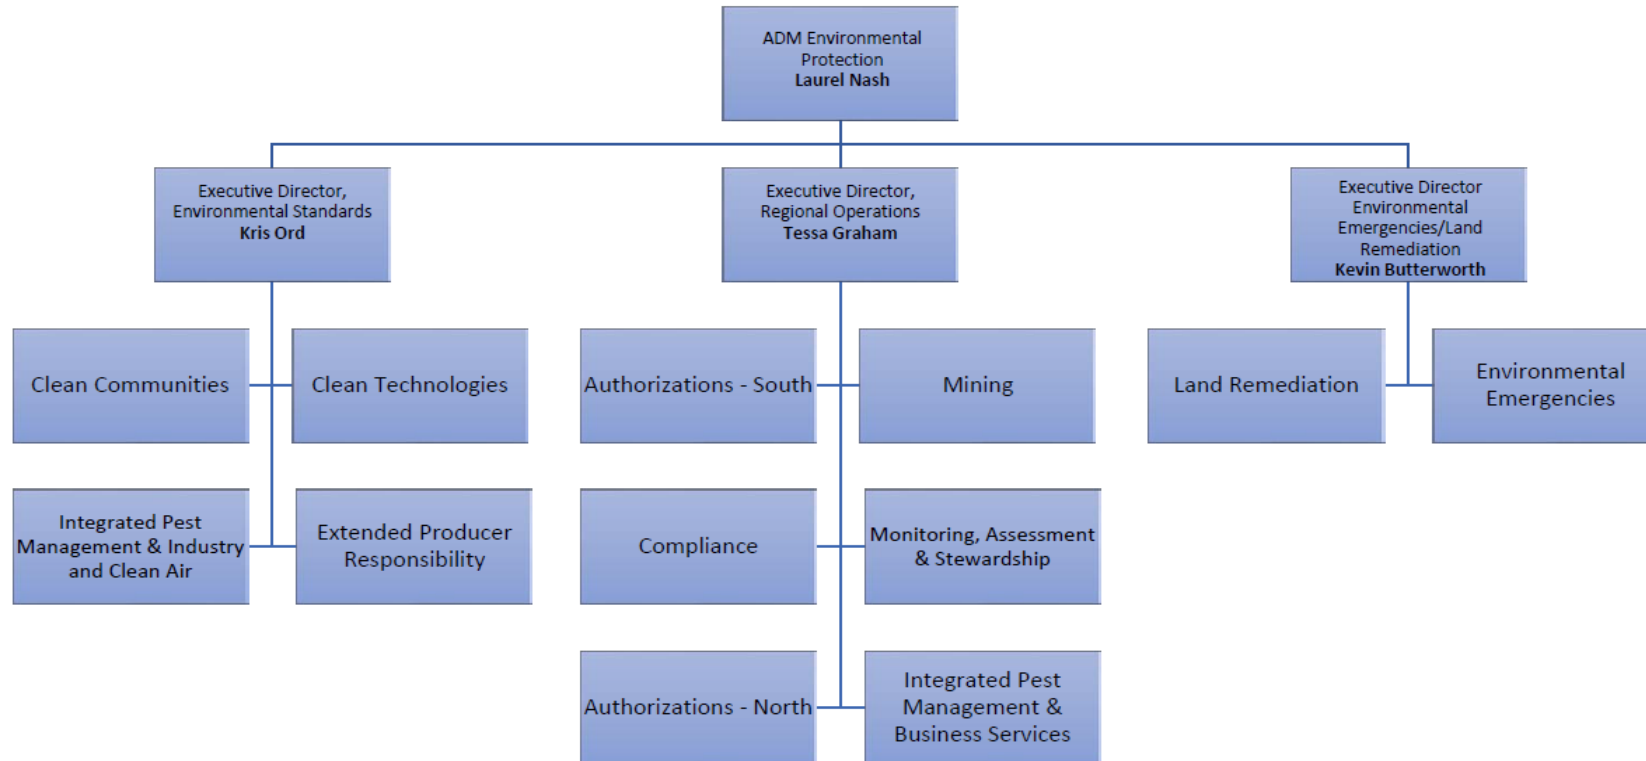 ADM Environmental
Protection
Laurel Nash
Executive Director,
Environmental Standards
Kris Ord
Executive Director,
Regional Operations
Tessa Graham
Executive Director
Environmental
Emergencies/Land
Remediation
Kevin Butterworth
Clean Communities
Clean Technologies
Authorizations - South
Mining
Land Remediation
Environmental
Emergencies
Integrated Pest
Management & Industry
and Clean Air
Extended Producer
Responsibility
Compliance
Monitoring, Assessment
& Stewardship
Authorizations - North
Integrated Pest
Management &
Business Services